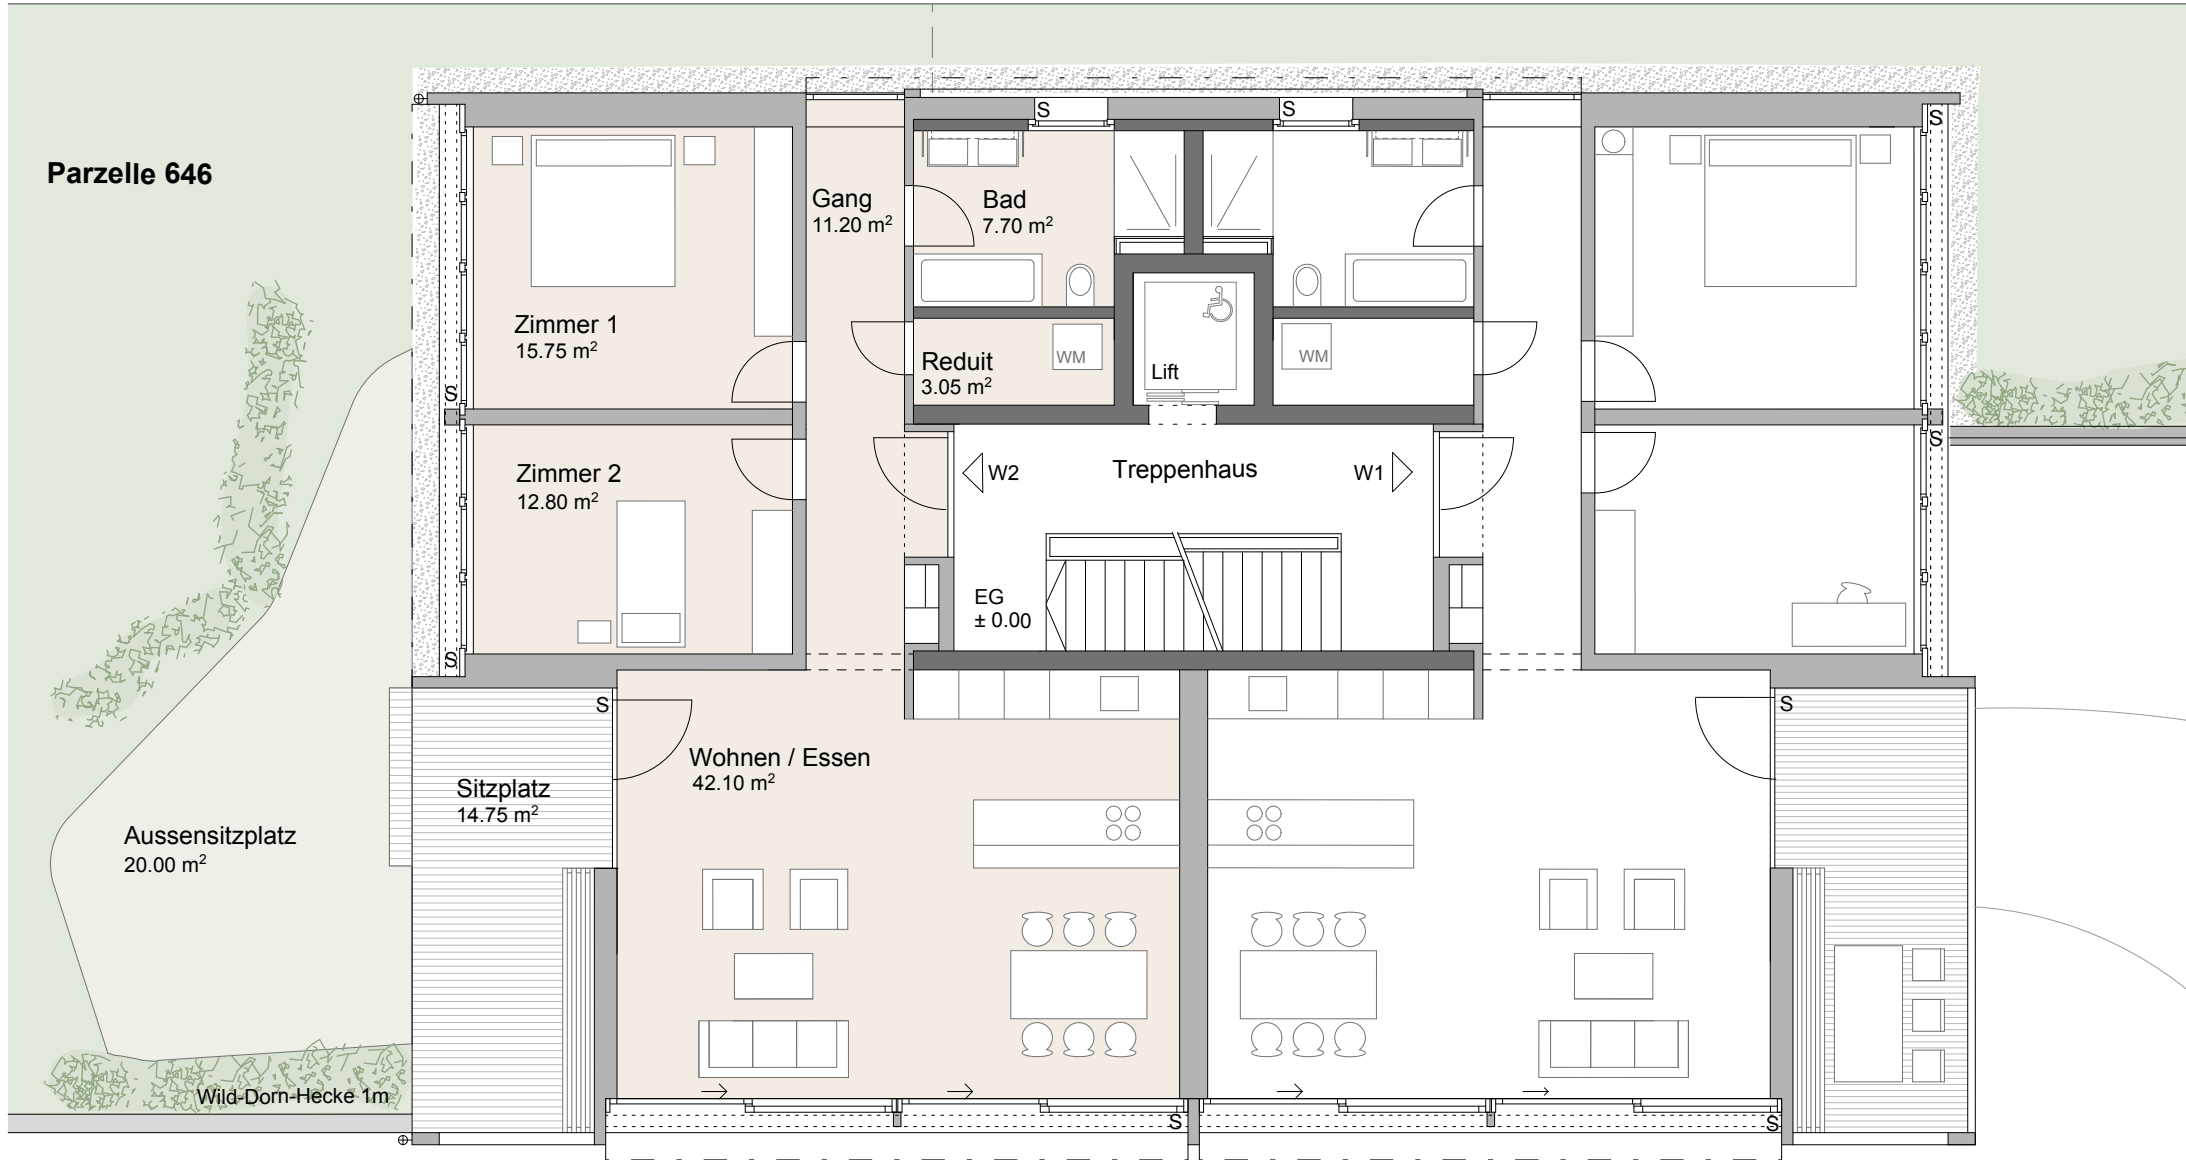 S
S
S
Parzelle 646
Gang
11.20 m²
Bad
7.70 m²
Zimmer 1
15.75 m²
Reduit
3.05 m²
WM
Lift
WM
S
S
Zimmer 2
12.80 m²
W2
Treppenhaus
W1
EG
± 0.00
S
S
S
Wohnen / Essen
42.10 m²
Sitzplatz
14.75 m²
Aussensitzplatz
20.00 m²
Wild-Dorn-Hecke 1m
S
S